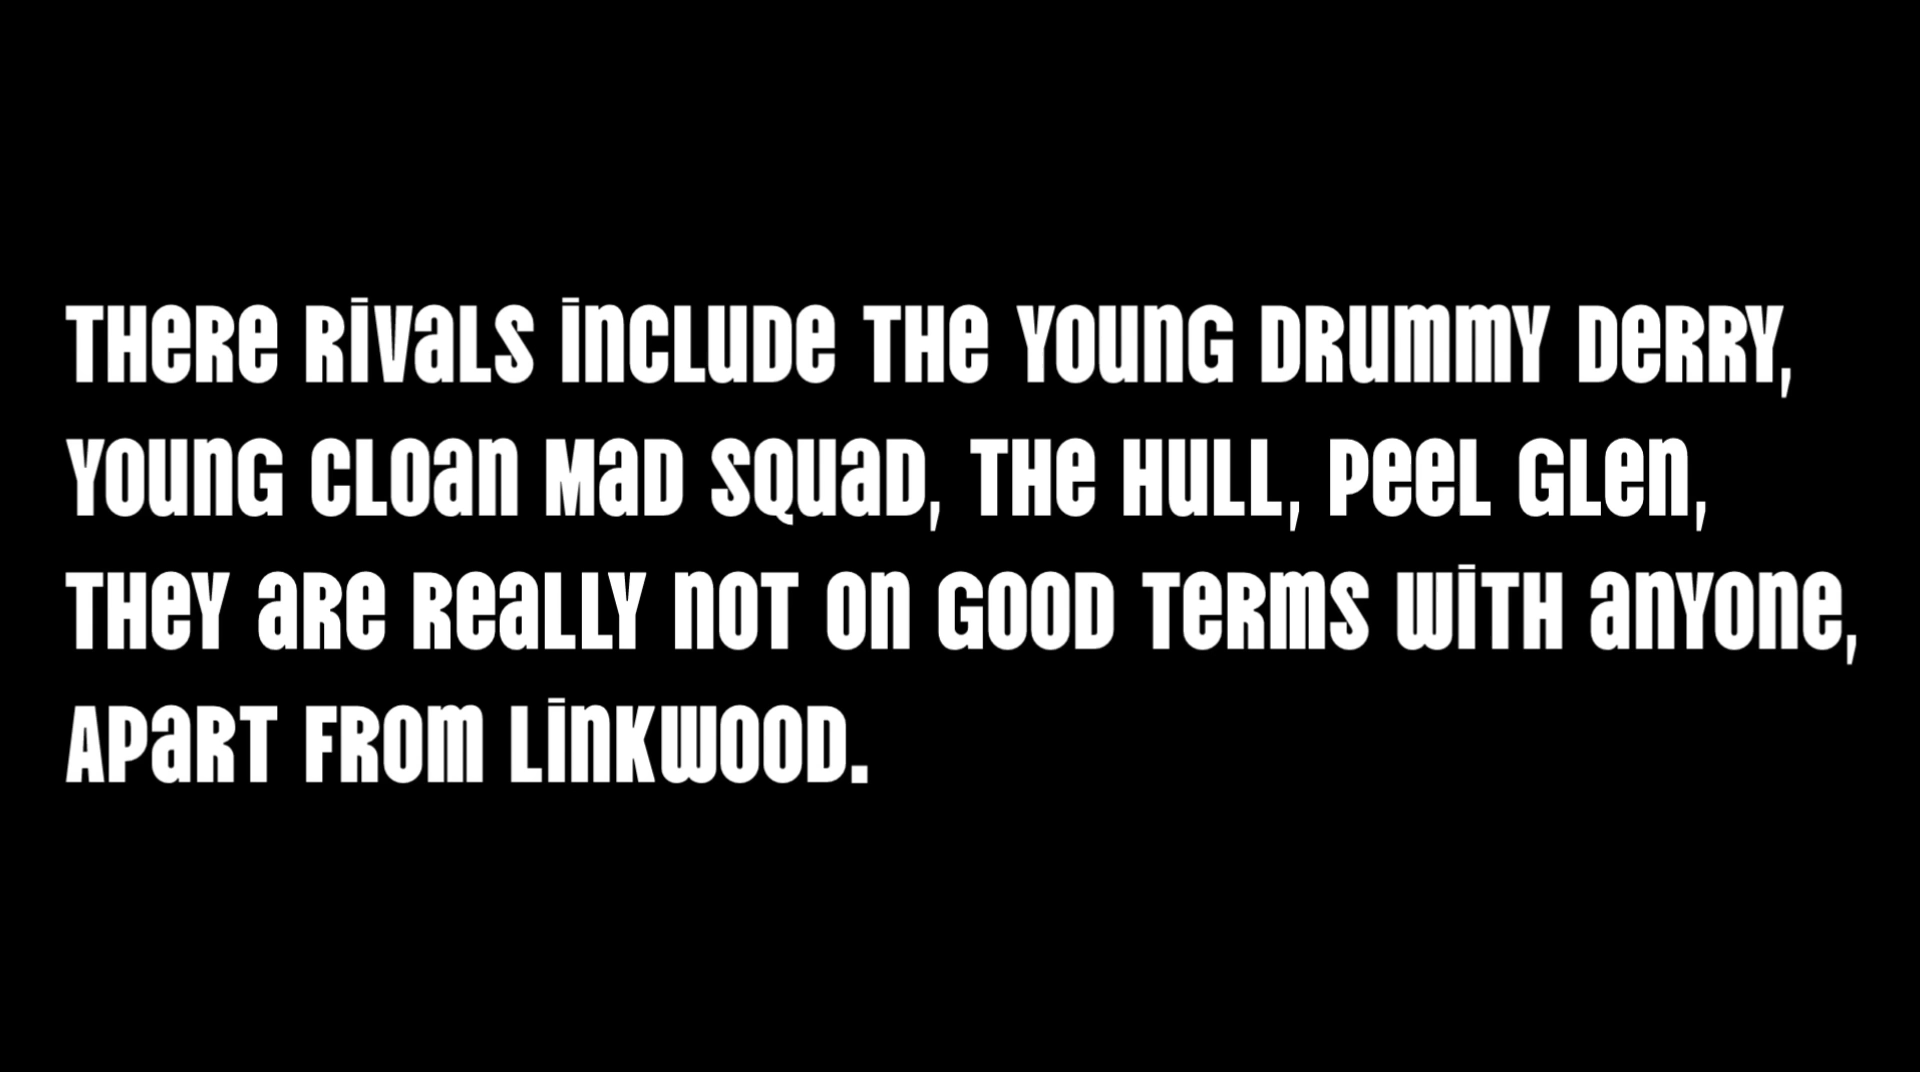 There rivals include the Young Drummy Derry,
Young Cloan Mad Squad, The Hull, Peel Glen,
They are really not on good terms with anyone,
Apart from Linkwood.